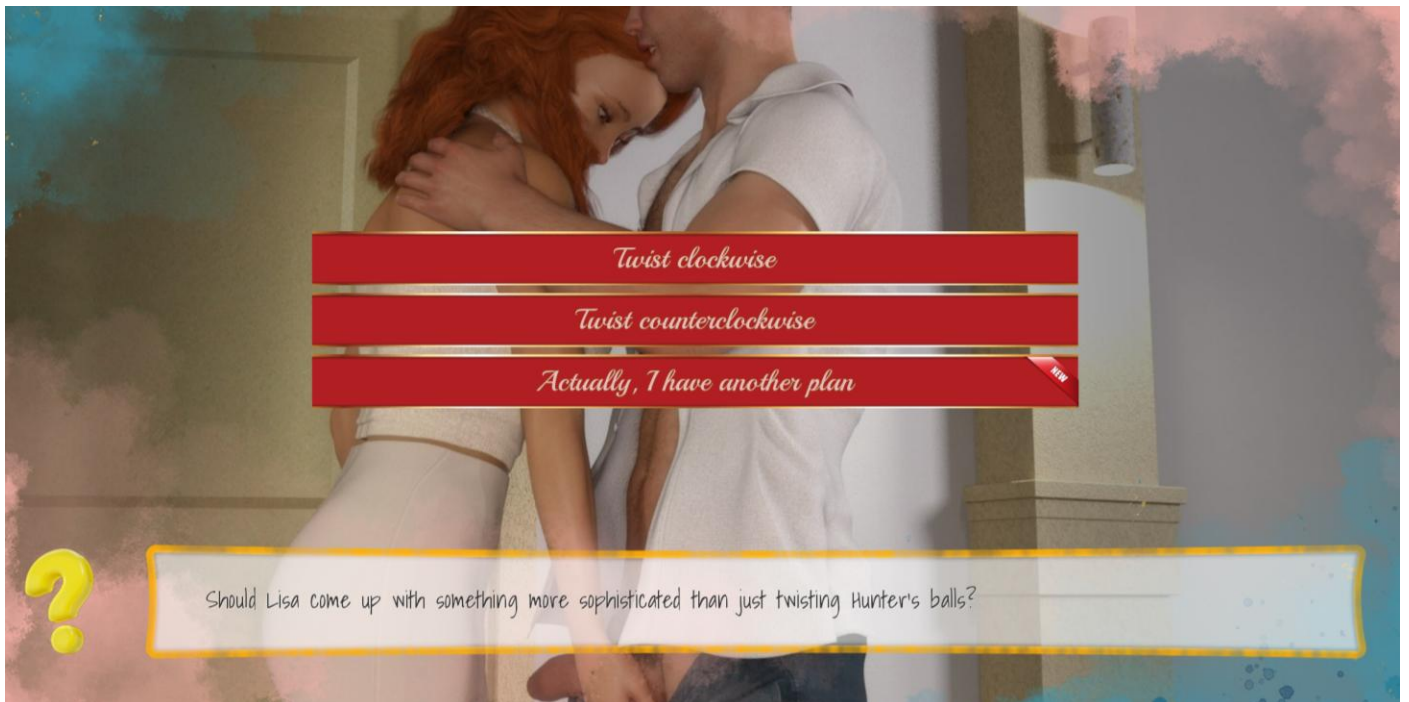 Twist clockwise
Twist counterclockwise
Actually, I have another plan
NEW
Should Lisa come up with something more sophisticated than just twisting Hunter's balls?